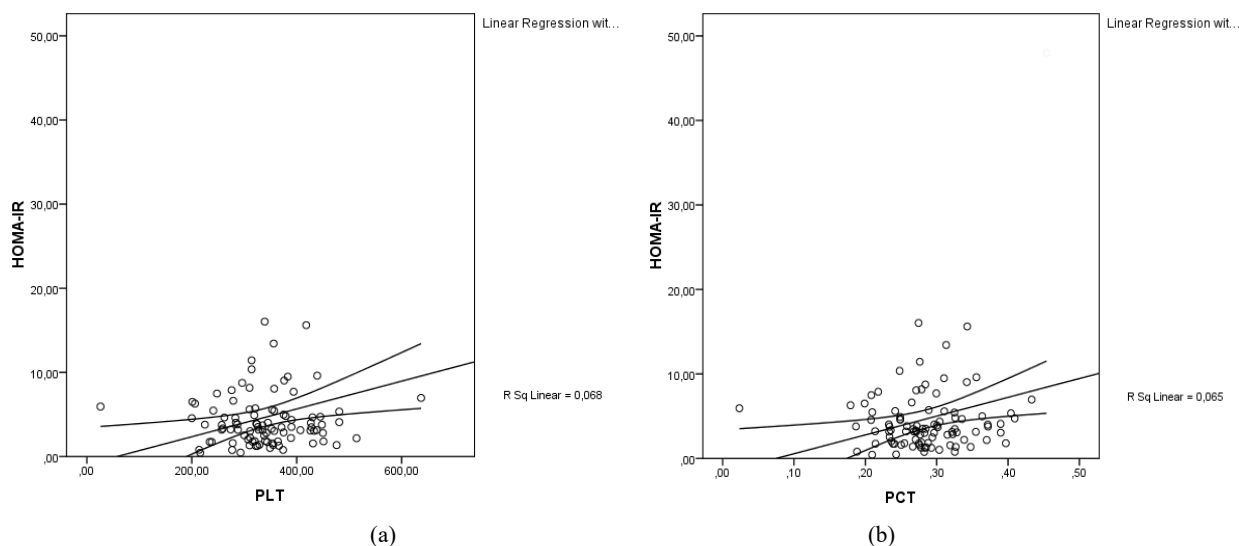 Linear Regression wit...
50,00
40,00
30,00
20,00
10,00
,00
HOMA-IR
R Sq Linear = 0,068
,00
200,00
400,00
600,00
PLT
(a)
Linear Regression wit...
50,00
40,00
30,00
20,00
10,00
,00
HOMA-IR
R Sq Linear = 0,065
,00
,10
,20
,30
,40
,50
PCT
(b)